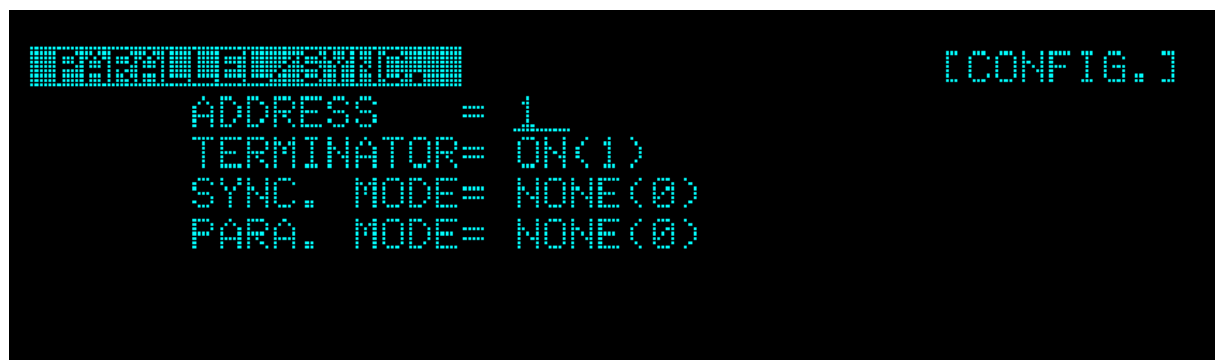 PARALLEL/SYNC. [CONFIG.]
ADDRESS = 1
TERMINATOR= ON(1)
SYNC. MODE= NONE(0)
PARA. MODE= NONE(0)